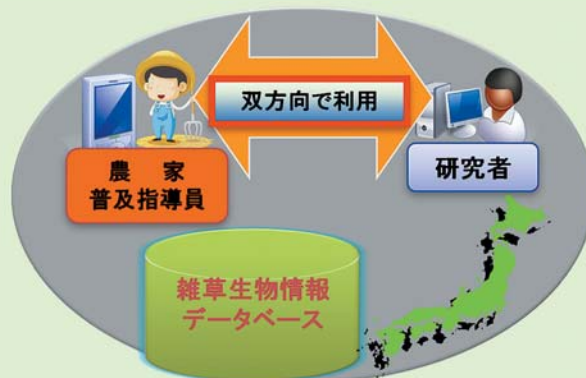 双方向で利用
農　家
普及指導員
研究者
雑草生物情報
データベース